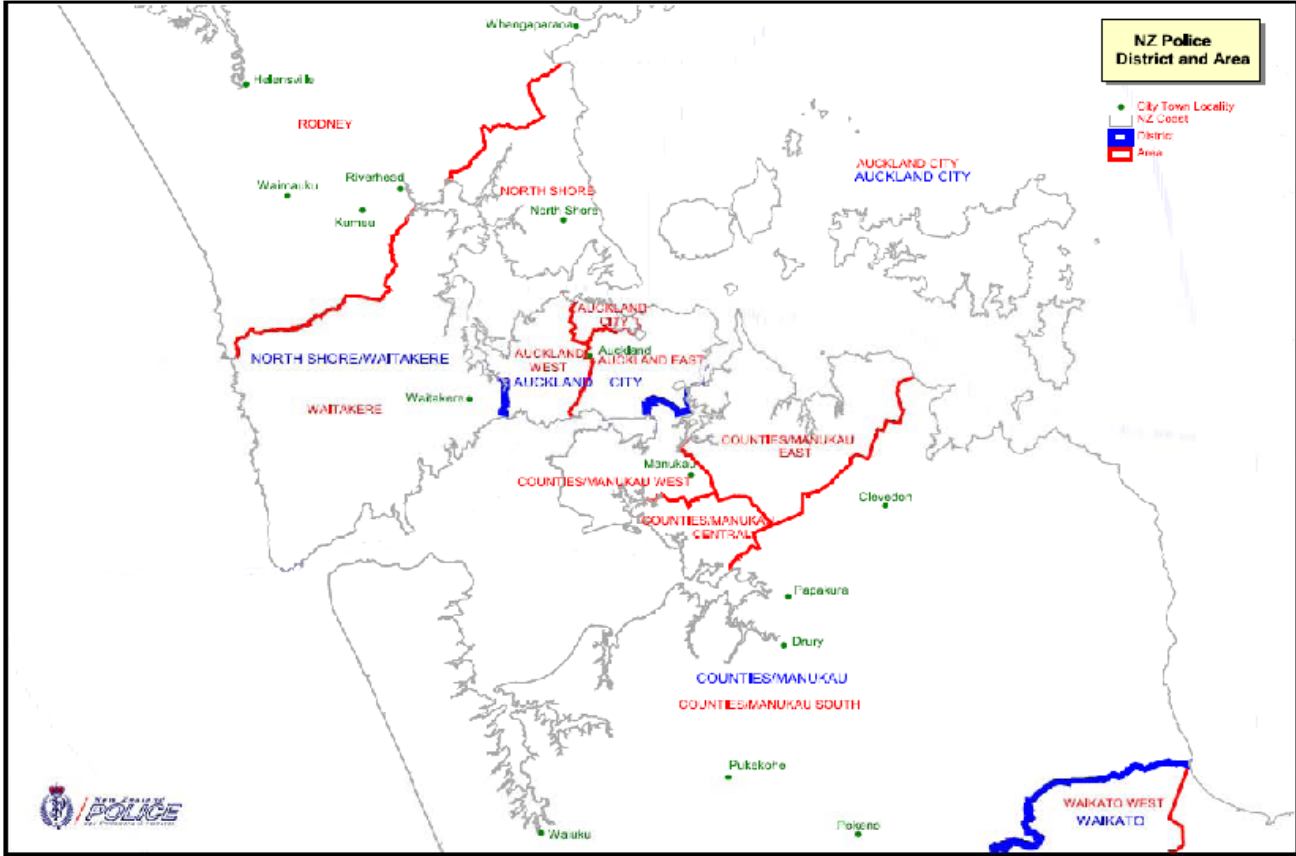 Whangaparaoa
NZ Police
District and Area
Helensville
City Town Locality
NZ Coast
District
Area
RODNEY
AUCKLAND CITY
AUCKLAND CITY
Riverhead
Waimauku
NORTH SHORE
North Shore
Kumeu
AUCKLAND
CITY
NORTH SHORE/WAITAKERE
AUCKLAND
WEST
Auckland
AUCKLAND EAST
AUCKLAND CITY
WAITAKERE
Waitakere
COUNTIES/MANUKAU
EAST
Manukau
COUNTIES/MANUKAU WEST
Clevedon
COUNTIES/MANUKAU
CENTRAL
Papakura
Drury
COUNTIES/MANUKAU
COUNTIES/MANUKAU SOUTH
Pukekohe
New Zealand
POLICE
WAIKATO WEST
WAIKATO
Waiuku
Pokeno